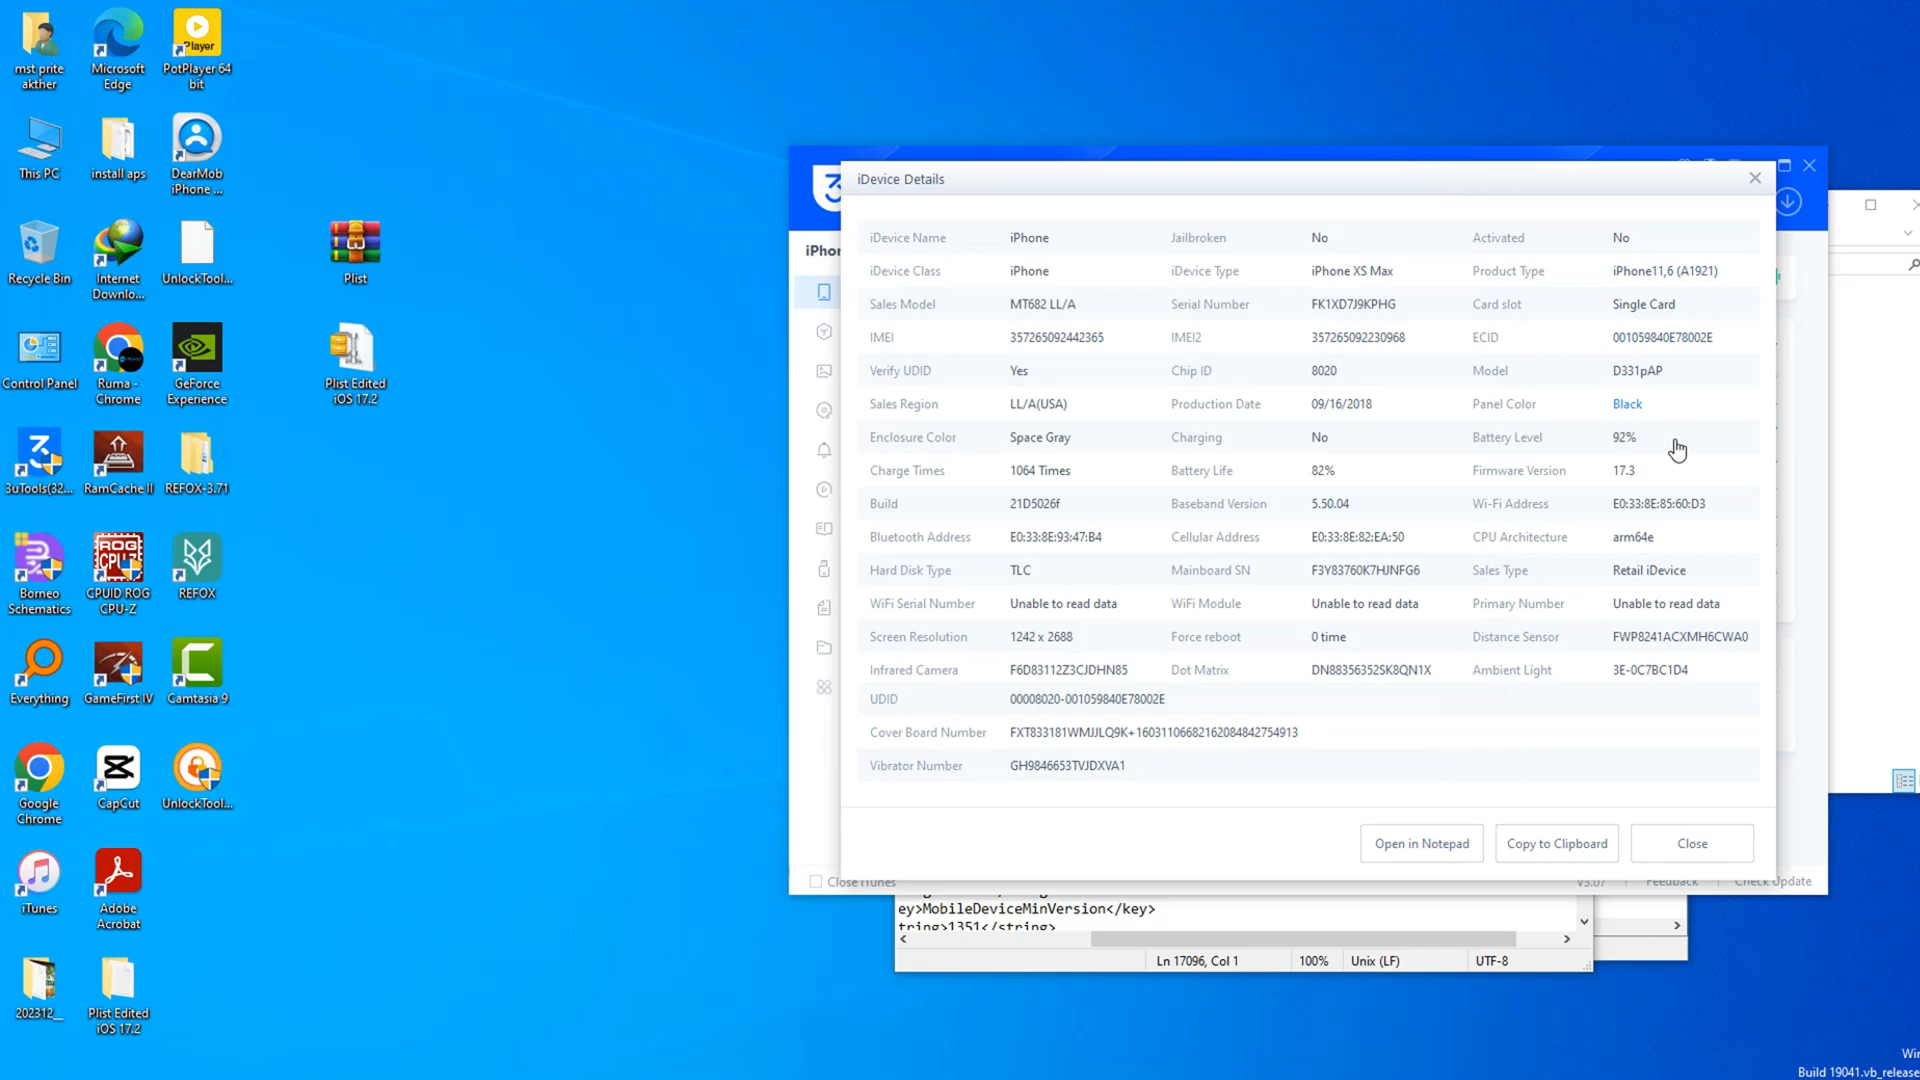 mst prite
akther
Microsoft
Edge
Player
PotPlayer 64
bit
This PC
install aps
DearMob
iPhone ...
Recycle Bin
Internet
Downlo...
UnlockTool...
Plist
Control Panel
Ruma -
Chrome
GeForce
Experience
Plist Edited
iOS 17.2
3uTools(32...
RamCache II
REFOX-3.71
Borneo
Schematics
ROG
CPU-Z
CPUID ROG
CPU-Z
REFOX
Everything
GameFirst IV
Camtasia 9
Google
Chrome
CapCut
UnlockTool...
iTunes
Adobe
Acrobat
202312__
Plist Edited
iOS 17.2
iDevice Details
iPhon
iDevice Name iPhone Jailbroken No Activated No
iDevice Class iPhone iDevice Type iPhone XS Max Product Type iPhone11,6 (A1921)
Sales Model MT682 LL/A Serial Number FK1XD7J9KPHG Card slot Single Card
IMEI 357265092442365 IMEI2 357265092230968 ECID 001059840E78002E
Verify UDID Yes Chip ID 8020 Model D331pAP
Sales Region LL/A(USA) Production Date 09/16/2018 Panel Color Black
Enclosure Color Space Gray Charging No Battery Level 92%
Charge Times 1064 Times Battery Life 82% Firmware Version 17.3
Build 21D5026f Baseband Version 5.50.04 Wi-Fi Address E0:33:8E:85:60:D3
Bluetooth Address E0:33:8E:93:47:B4 Cellular Address E0:33:8E:82:EA:50 CPU Architecture arm64e
Hard Disk Type TLC Mainboard SN F3Y83760K7HJNFG6 Sales Type Retail iDevice
WiFi Serial Number Unable to read data WiFi Module Unable to read data Primary Number Unable to read data
Screen Resolution 1242 x 2688 Force reboot 0 time Distance Sensor FWP8241ACXMH6CWA0
Infrared Camera F6D83112Z3CJDHN85 Dot Matrix DN88356352SK8QN1X Ambient Light 3E-0C7BC1D4
UDID 00008020-001059840E78002E
Cover Board Number FXT833181WMJJLQ9K+1603110668216208484275​4913
Vibrator Number GH9846653TVJDXVA1
Open in Notepad Copy to Clipboard Close
Close iTunes V3.07 Feedback Check Update
ey>MobileDeviceMinVersion</key>
tring>1351</string>
Ln 17096, Col 1 100% Unix (LF) UTF-8
Win
Build 19041.vb_release